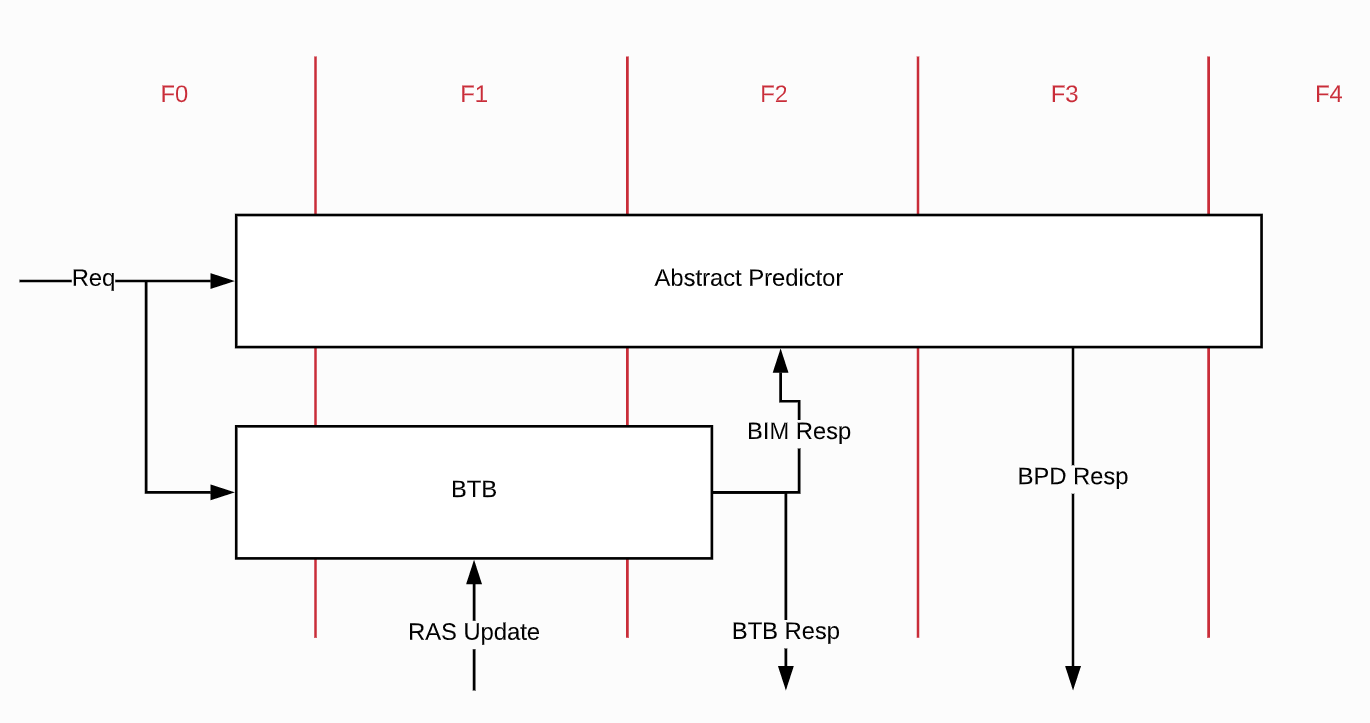 F0
F1
F2
F3
F4
Req
Abstract Predictor
BIM Resp
BPD Resp
BTB
RAS Update
BTB Resp